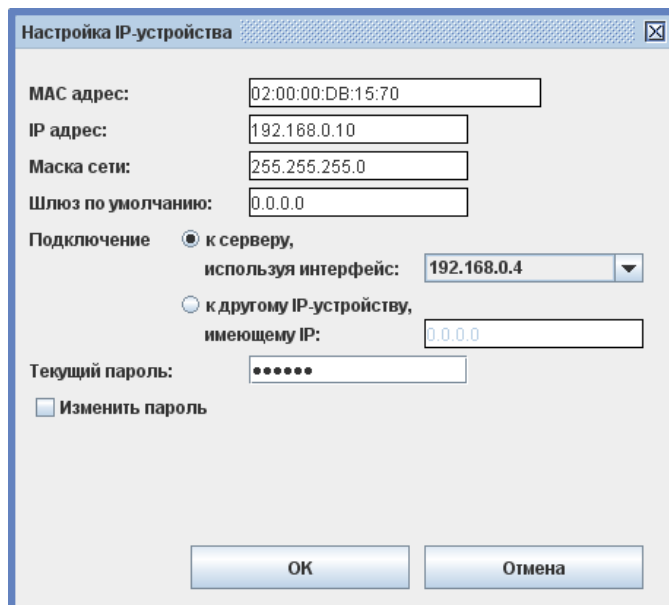 Настройка IP-устройства
MAC адрес: 02:00:00:DB:15:70
IP адрес: 192.168.0.10
Маска сети: 255.255.255.0
Шлюз по умолчанию: 0.0.0.0
Подключение к серверу,
используя интерфейс: 192.168.0.4
к другому IP-устройству,
имеющему IP: 0.0.0.0
Текущий пароль: ••••••
Изменить пароль
OK Отмена